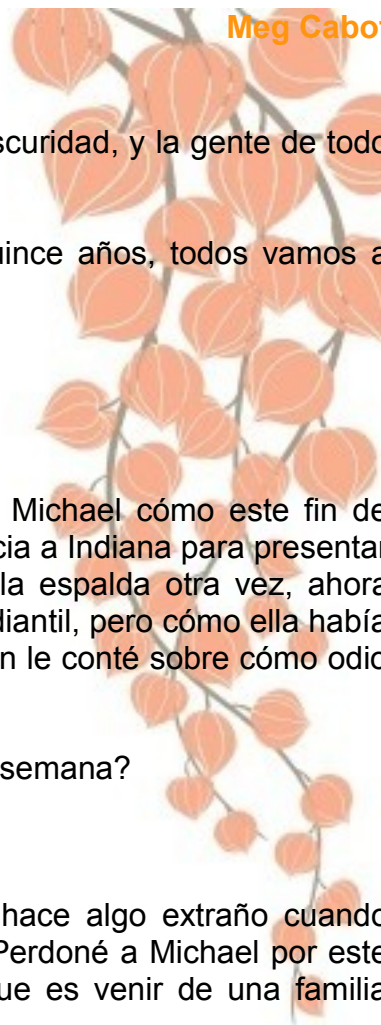 Meg Cabot
scuridad, y la gente de todo
uince años, todos vamos a
Michael cómo este fin de
cia a Indiana para presentar
la espalda otra vez, ahora
diantil, pero cómo ella había
n le conté sobre cómo odio
semana?
hace algo extraño cuando
Perdoné a Michael por este
ue es venir de una familia